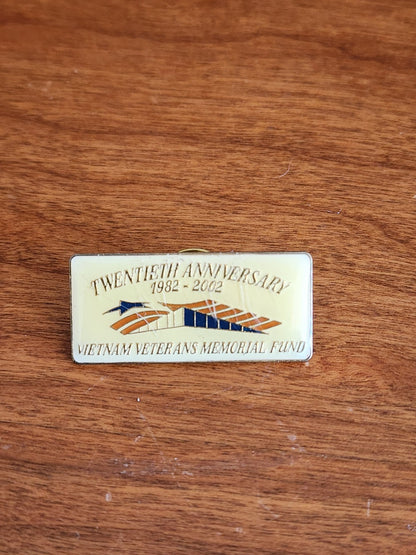 TWENTIETH ANNIVERSARY
1982 - 2002
VIETNAM VETERANS MEMORIAL FUND